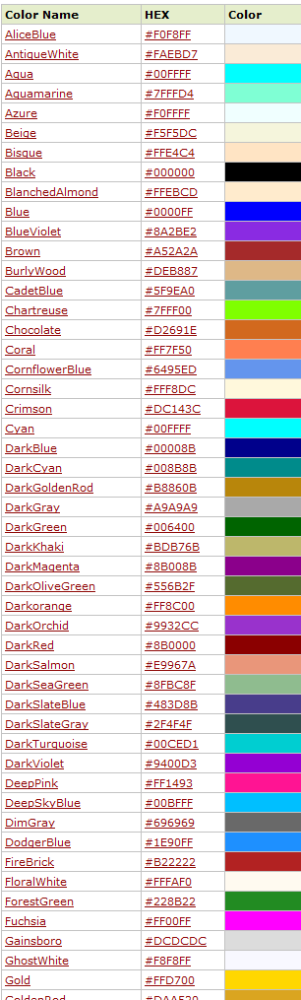 Color Name HEX Color
AliceBlue #F0F8FF
AntiqueWhite #FAEBD7
Aqua #00FFFF
Aquamarine #7FFFD4
Azure #F0FFFF
Beige #F5F5DC
Bisque #FFE4C4
Black #000000
BlanchedAlmond #FFEBCD
Blue #0000FF
BlueViolet #8A2BE2
Brown #A52A2A
BurlyWood #DEB887
CadetBlue #5F9EA0
Chartreuse #7FFF00
Chocolate #D2691E
Coral #FF7F50
CornflowerBlue #6495ED
Cornsilk #FFF8DC
Crimson #DC143C
Cyan #00FFFF
DarkBlue #00008B
DarkCyan #008B8B
DarkGoldenRod #B8860B
DarkGray #A9A9A9
DarkGreen #006400
DarkKhaki #BDB76B
DarkMagenta #8B008B
DarkOliveGreen #556B2F
Darkorange #FF8C00
DarkOrchid #9932CC
DarkRed #8B0000
DarkSalmon #E9967A
DarkSeaGreen #8FBC8F
DarkSlateBlue #483D8B
DarkSlateGray #2F4F4F
DarkTurquoise #00CED1
DarkViolet #9400D3
DeepPink #FF1493
DeepSkyBlue #00BFFF
DimGray #696969
DodgerBlue #1E90FF
FireBrick #B22222
FloralWhite #FFFAF0
ForestGreen #228B22
Fuchsia #FF00FF
Gainsboro #DCDCDC
GhostWhite #F8F8FF
Gold #FFD700
GoldenRod #DAA520